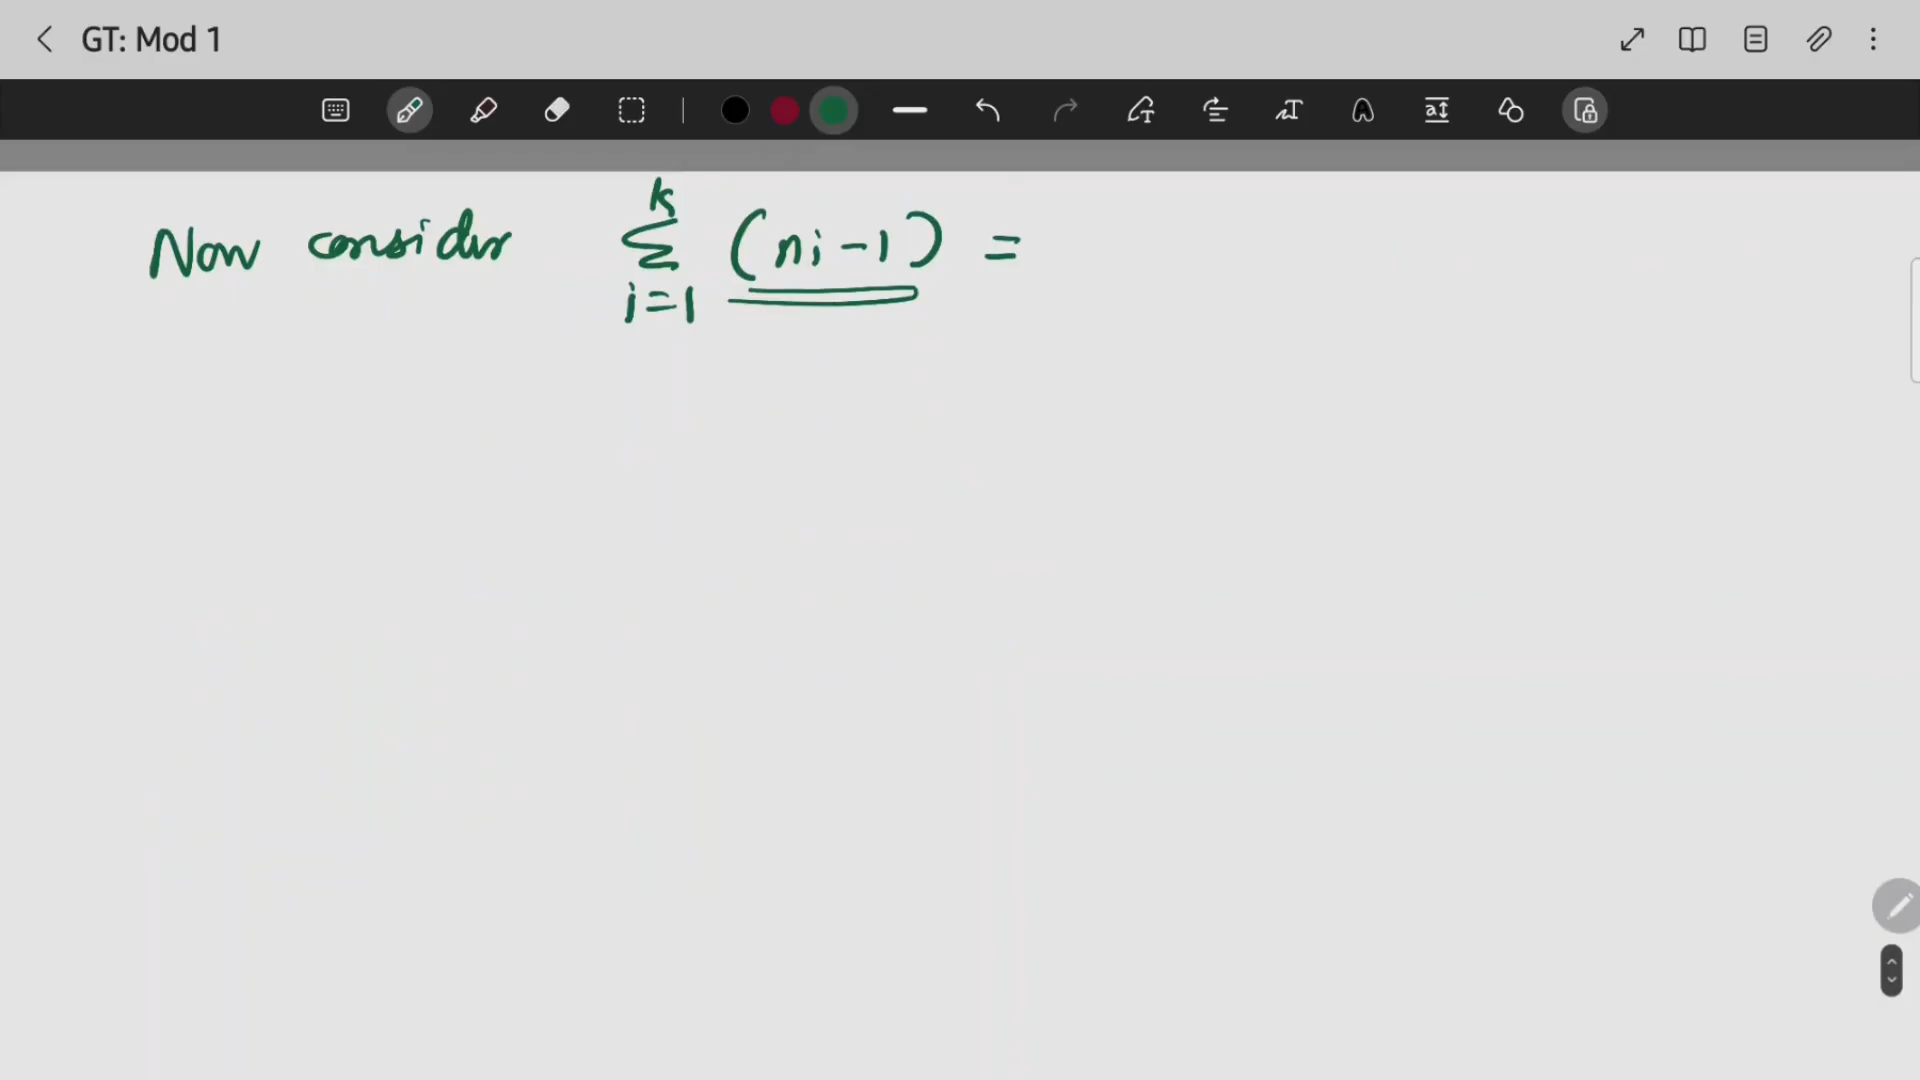 GT: Mod 1
Now consider k Σ i=1 (ni -1) =